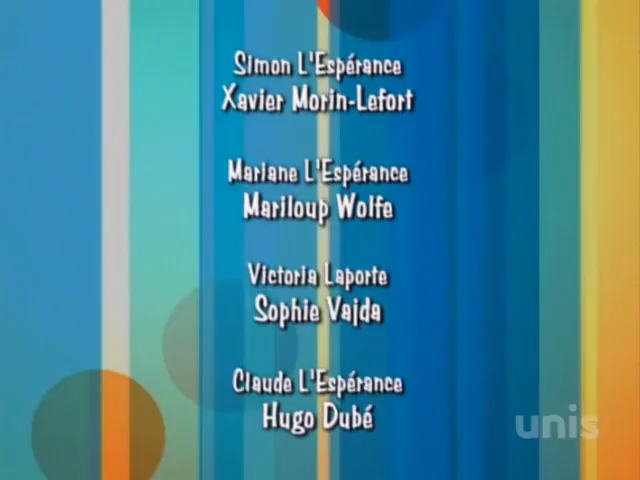 Simon L'Espérance
Xavier Morin-Lefort
Mariane L'Espérance
Mariloup Wolfe
Victoria Laporte
Sophie Vajda
Claude L'Espérance
Hugo Dubé
unis